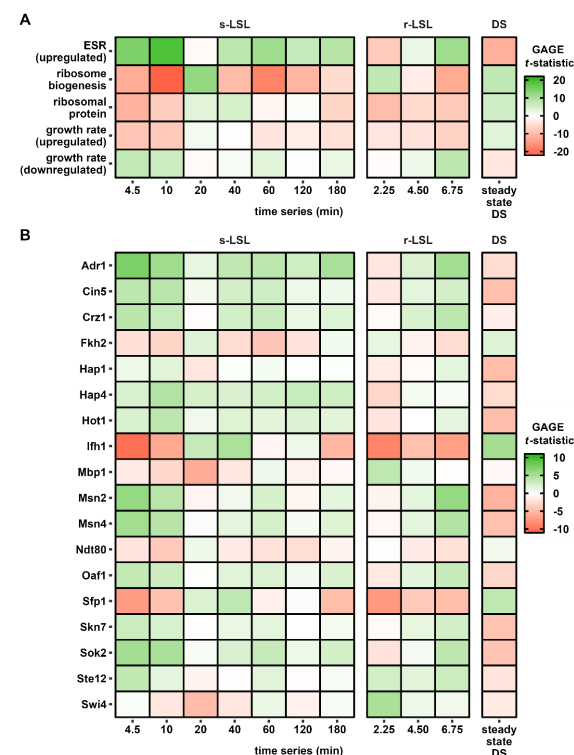 A
s-LSL
r-LSL
DS
ESR
(upregulated)
ribosome
biogenesis
ribosomal
protein
growth rate
(upregulated)
growth rate
(downregulated)
4.5 10 20 40 60 120 180
2.25 4.50 6.75
steady
state
DS
time series (min)
GAGE
t-statistic
20
10
0
-10
-20
B
s-LSL
r-LSL
DS
Adr1
Cin5
Crz1
Fkh2
Hap1
Hap4
Hot1
Ifh1
Mbp1
Msn2
Msn4
Ndt80
Oaf1
Sfp1
Skn7
Sok2
Ste12
Swi4
4.5 10 20 40 60 120 180
2.25 4.50 6.75
steady
state
DS
time series (min)
GAGE
t-statistic
10
5
0
-5
-10